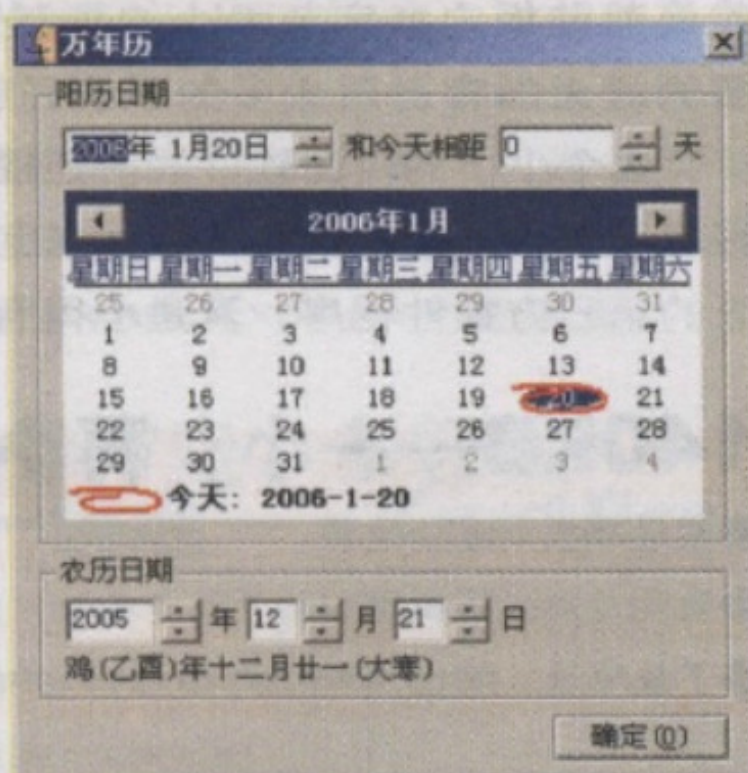 万年历
阳历日期
2006年 1月20日 和今天相距 0 天
2006年1月
星期日 星期一 星期二 星期三 星期四 星期五 星期六
25 26 27 28 29 30 31
1 2 3 4 5 6 7
8 9 10 11 12 13 14
15 16 17 18 19 20 21
22 23 24 25 26 27 28
29 30 31 1 2 3 4
今天: 2006-1-20
农历日期
2005 年 12 月 21 日
鸡(乙酉)年十二月廿一(大寒)
确定(O)